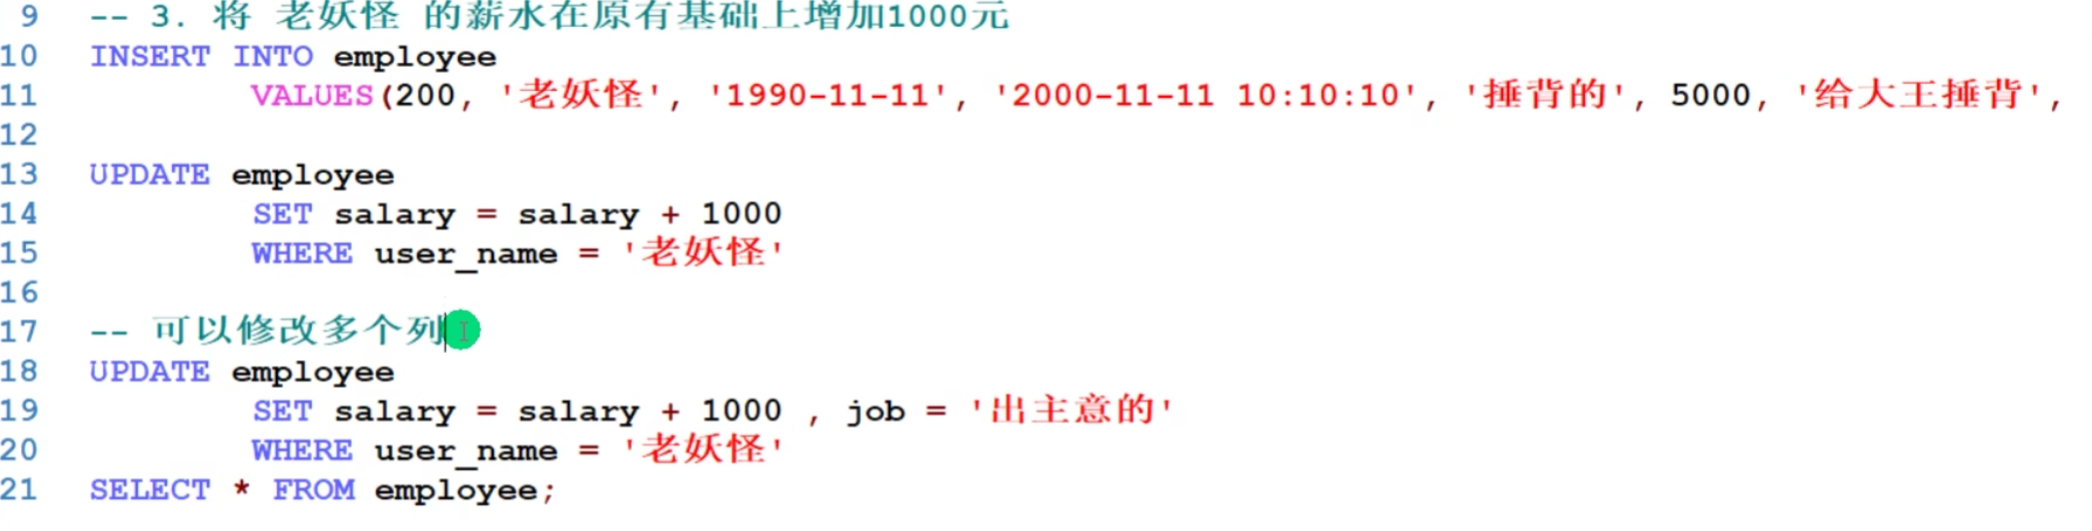 9 -- 3. 将 老妖怪 的薪水在原有基础上增加1000元
10 INSERT INTO employee
11 VALUES(200, '老妖怪', '1990-11-11', '2000-11-11 10:10:10', '捶背的', 5000, '给大王捶背',
12
13 UPDATE employee
14 SET salary = salary + 1000
15 WHERE user_name = '老妖怪'
16
17 -- 可以修改多个列
18 UPDATE employee
19 SET salary = salary + 1000 , job = '出主意的'
20 WHERE user_name = '老妖怪'
21 SELECT * FROM employee;